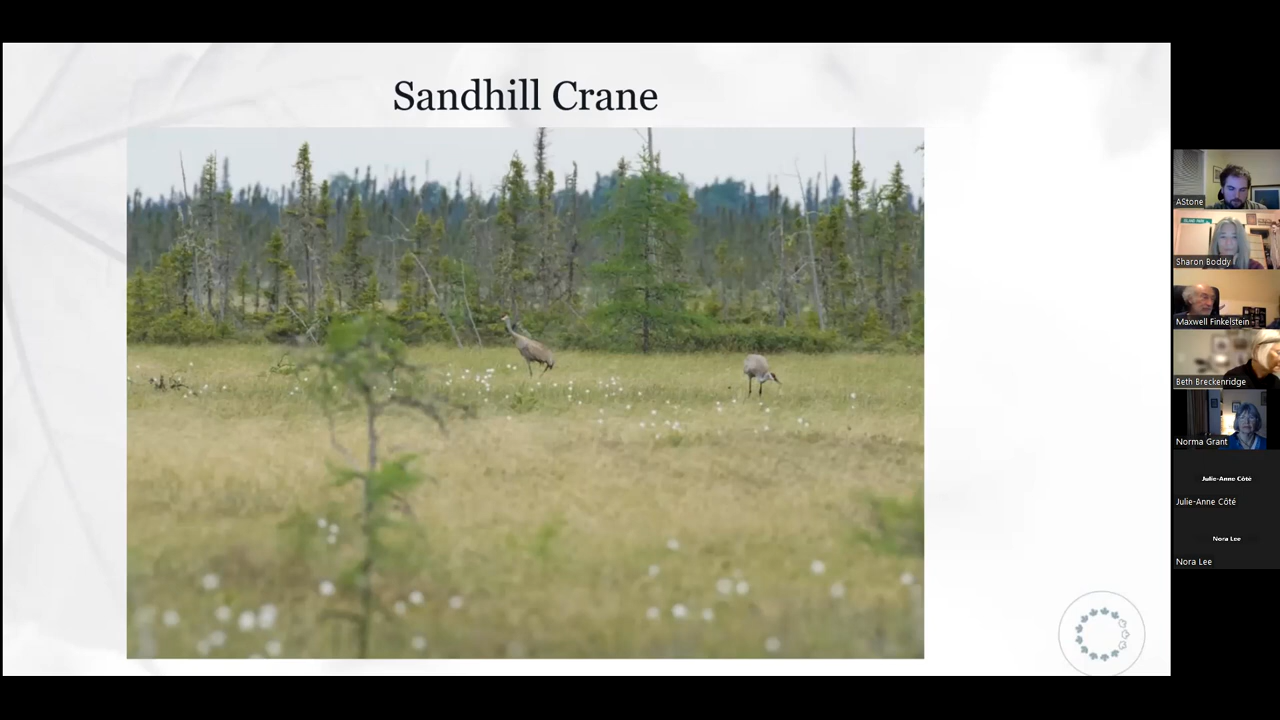 Sandhill Crane
AStone
Sharon Boddy
Maxwell Finkelstein
Beth Breckenridge
Norma Grant
Julie-Anne Côté
Julie-Anne Côté
Nora Lee
Nora Lee